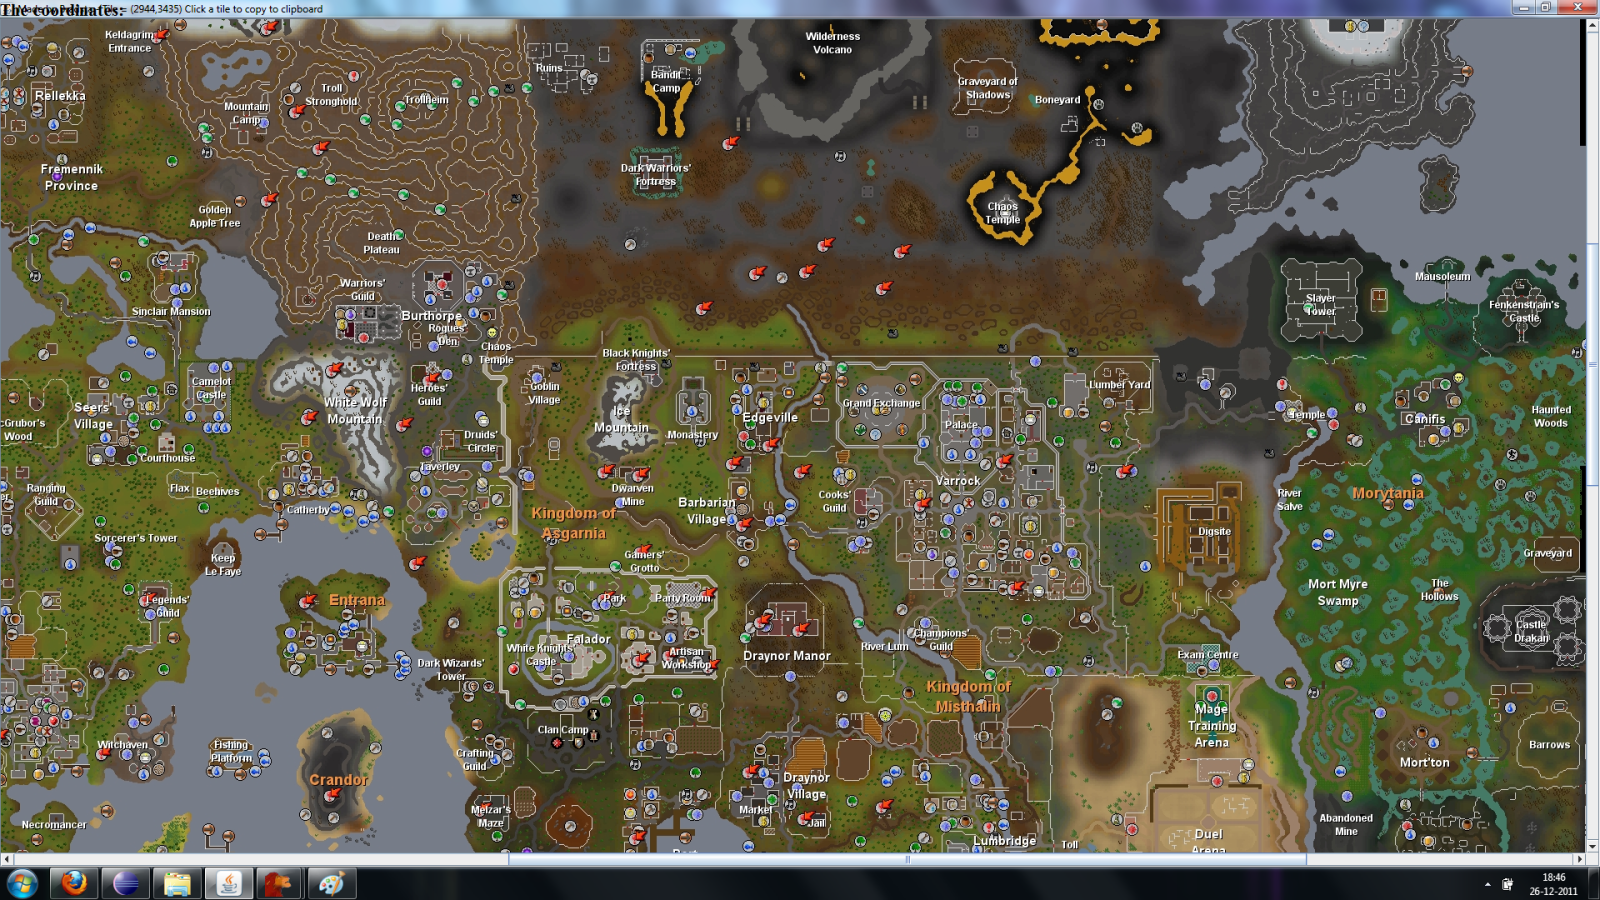 The coordinates:
Tile = (2944,3435) Click a tile to copy to clipboard
Keldagrim
Entrance
Rellekka
Mountain
Camp
Troll
Stronghold
Trollheim
Ruins
Bandit
Camp
Wilderness
Volcano
Graveyard of
Shadows
Boneyard
Fremennik
Province
Golden
Apple Tree
Death
Plateau
Dark Warriors'
Fortress
Chaos
Temple
Sinclair Mansion
Warriors'
Guild
Burthorpe
Rogues'
Den
Chaos
Temple
Slayer
Tower
Mausoleum
Fenkenstrain's
Castle
Camelot
Castle
Seers'
Village
cGrubor's
Wood
Courthouse
White Wolf
Mountain
Heroes'
Guild
Druids'
Circle
Taverley
Goblin
Village
Black Knights'
Fortress
Ice
Mountain
Monastery
Edgeville
Grand Exchange
Palace
Lumber Yard
Temple
Canifis
Haunted
Woods
Ranging
Guild
Flax
Beehives
Catherby
Dwarven
Mine
Barbarian
Village
Cooks'
Guild
Varrock
River
Salve
Morytania
Kingdom of
Asgarnia
Sorcerer's Tower
Keep
Le Faye
Gamers'
Grotto
Digsite
Graveyard
Legends'
Guild
Entrana
Park
Party Room
Falador
White Knights'
Castle
Artisan
Workshop
Draynor Manor
River Lum
Champions'
Guild
Mort Myre
Swamp
The
Hollows
Castle
Drakan
Dark Wizards'
Tower
Exam Centre
Kingdom of
Misthalin
Mage
Training
Arena
Witchaven
Fishing
Platform
Crandor
Clan Camp
Crafting
Guild
Mort'ton
Barrows
Draynor
Village
Market
Jail
Melzar's
Maze
Necromancer
Lumbridge
Toll
Duel
Arena
Abandoned
Mine
Port
18:46
26-12-2011